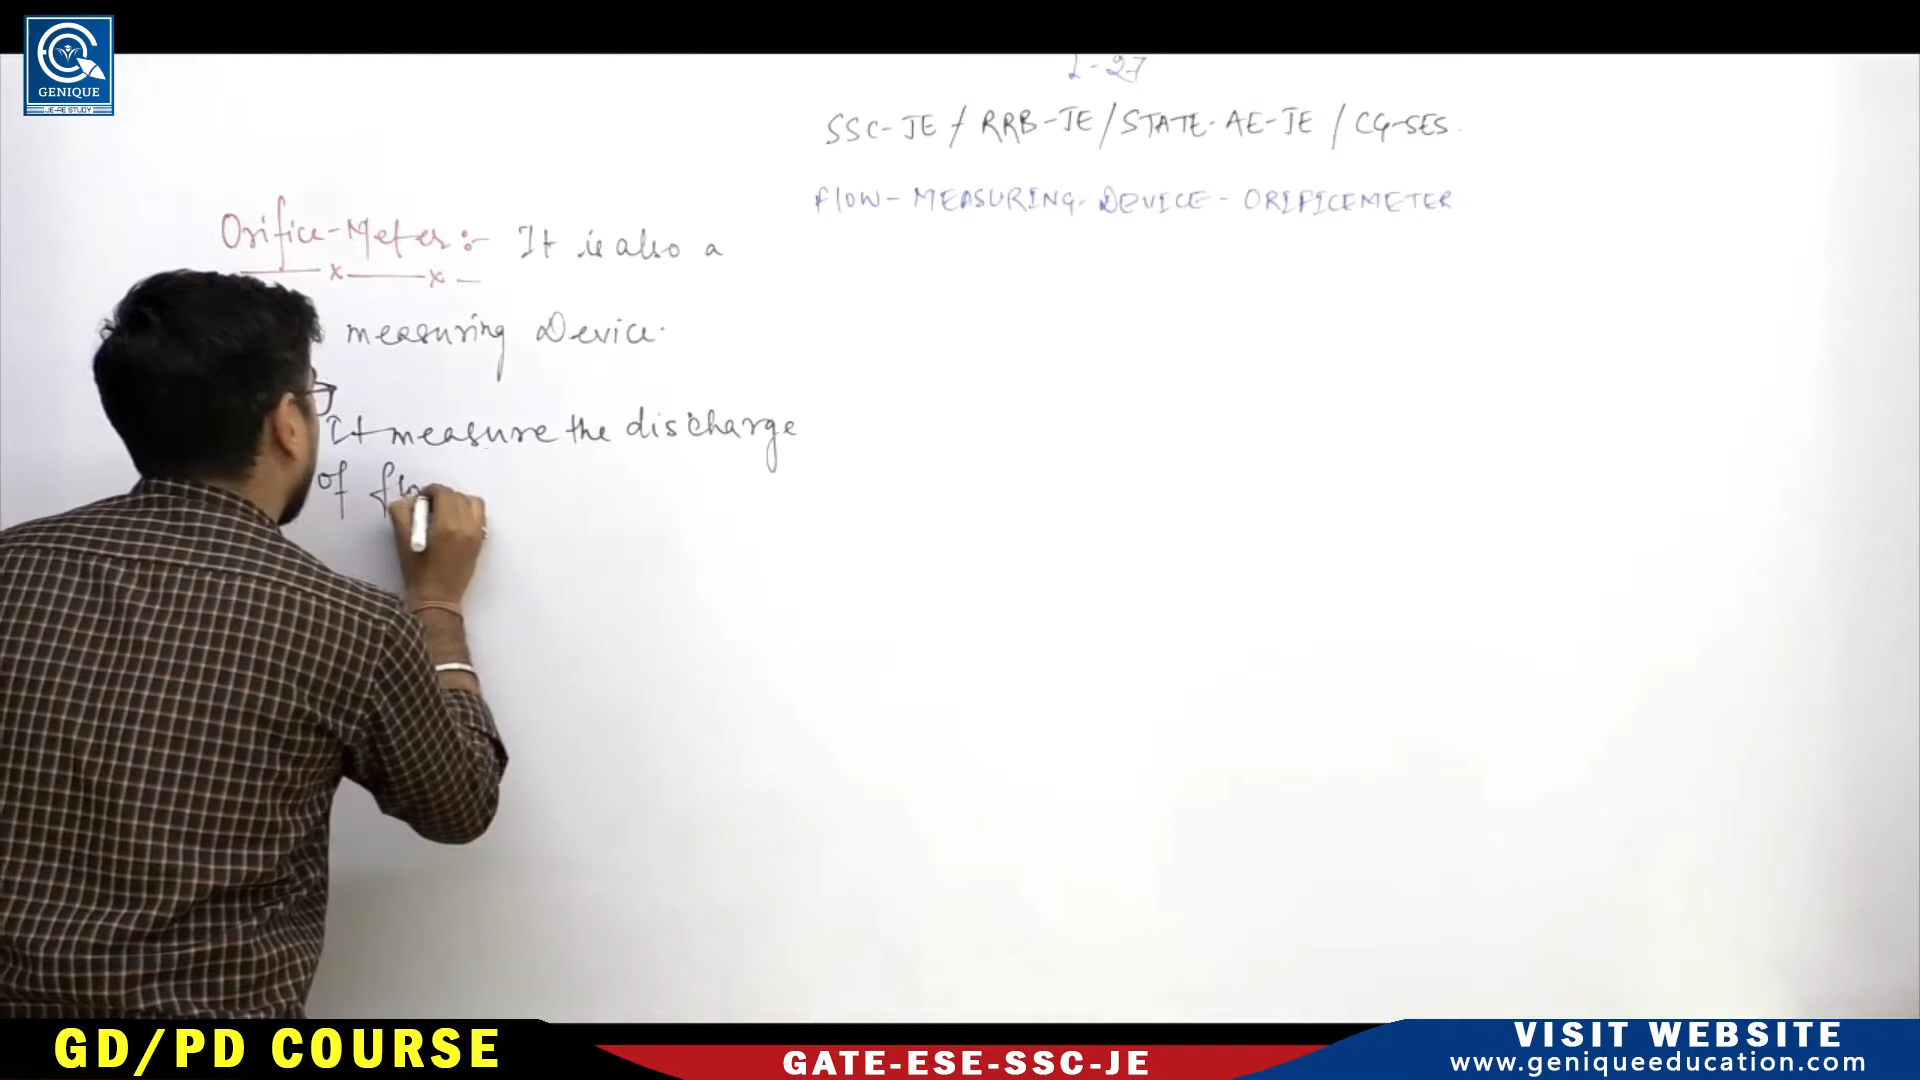 GENIQUE
JE-AE STUDY
L-27
SSC-JE / RRB-JE / STATE-AE-JE / CG-SES.
FLOW-MEASURING-DEVICE-ORIFICEMETER
Orifice-Meter:- It is also a
measuring Device.
It measure the discharge
of
GD/PD COURSE
GATE-ESE-SSC-JE
VISIT WEBSITE
www.geniqueeducation.com